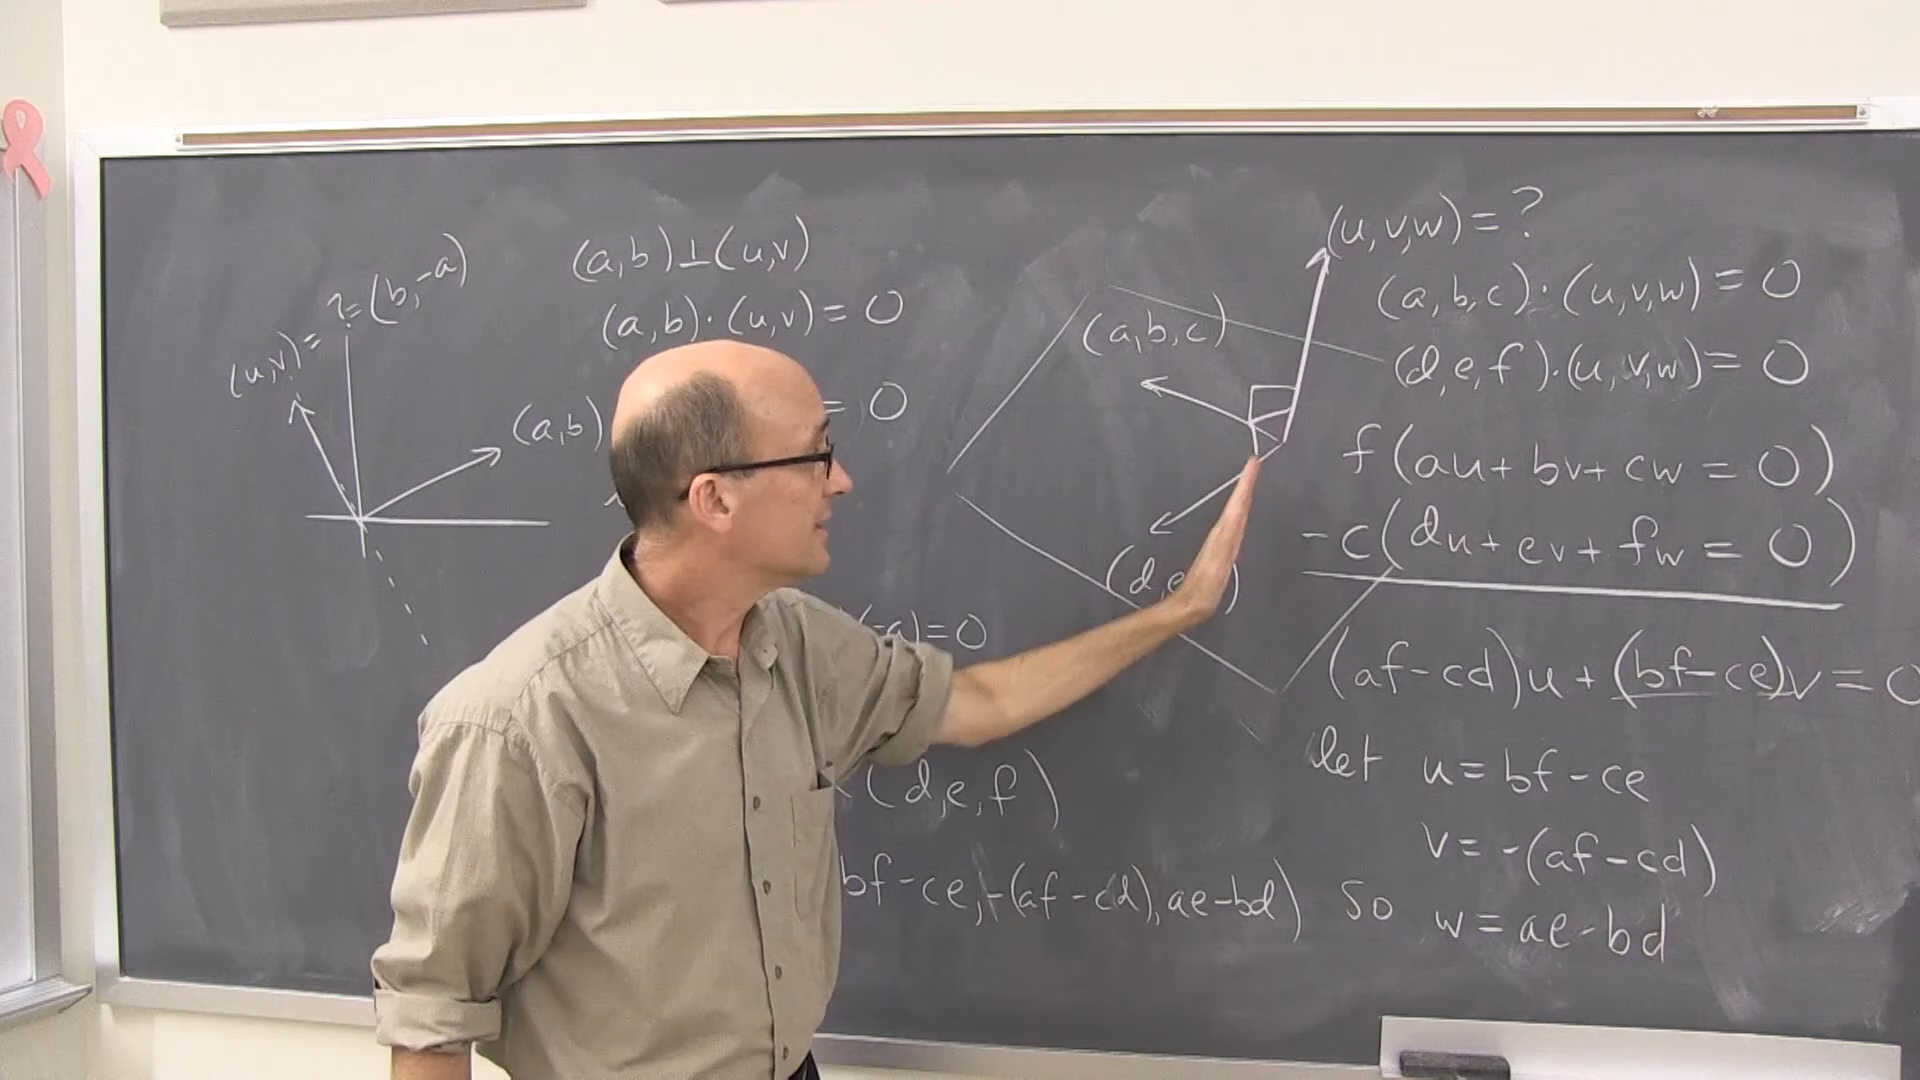 (u,v)= ?=(b,-a)
(a,b)
(a,b)⊥(u,v)
(a,b)·(u,v)=0
= 0
(-a)=0
(d,e,f)
bf-ce,-(af-cd),ae-bd)
(a,b,c)
(d,e )
(u,v,w)=?
(a,b,c)·(u,v,w)=0
(d,e,f)·(u,v,w)=0
f(au+bv+cw=0)
-c(du+ev+fw=0)
(af-cd)u+(bf-ce)v=0
let u=bf-ce
v=-(af-cd)
so w=ae-bd